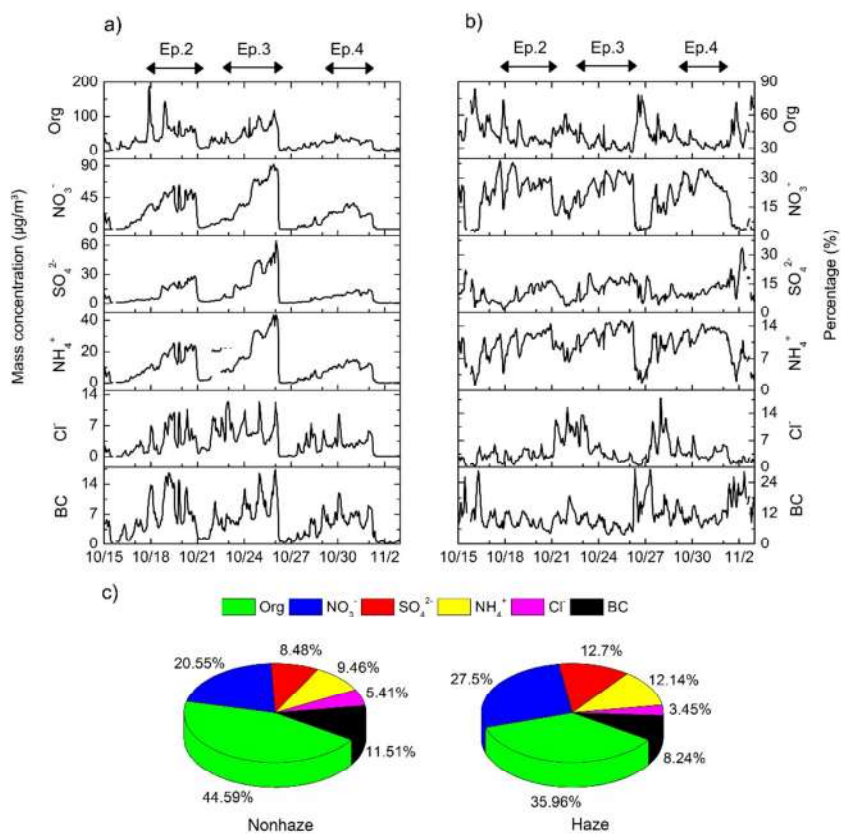 a)
b)
Ep.2 Ep.3 Ep.4
Ep.2 Ep.3 Ep.4
Mass concentration (μg/m³)
Org
200
100
0
NO₃⁻
90
45
0
SO₄²⁻
60
30
0
NH₄⁺
40
20
0
Cl⁻
14
7
0
BC
14
7
0
10/15 10/18 10/21 10/24 10/27 10/30 11/2
90
60
30
Org
30
15
0
NO₃⁻
30
15
0
SO₄²⁻
14
7
0
NH₄⁺
14
7
0
Cl⁻
24
12
0
BC
Percentage (%)
10/15 10/18 10/21 10/24 10/27 10/30 11/2
c)
Org NO₃⁻ SO₄²⁻ NH₄⁺ Cl⁻ BC
20.55%
8.48%
9.46%
5.41%
11.51%
44.59%
Nonhaze
27.5%
12.7%
12.14%
3.45%
8.24%
35.96%
Haze